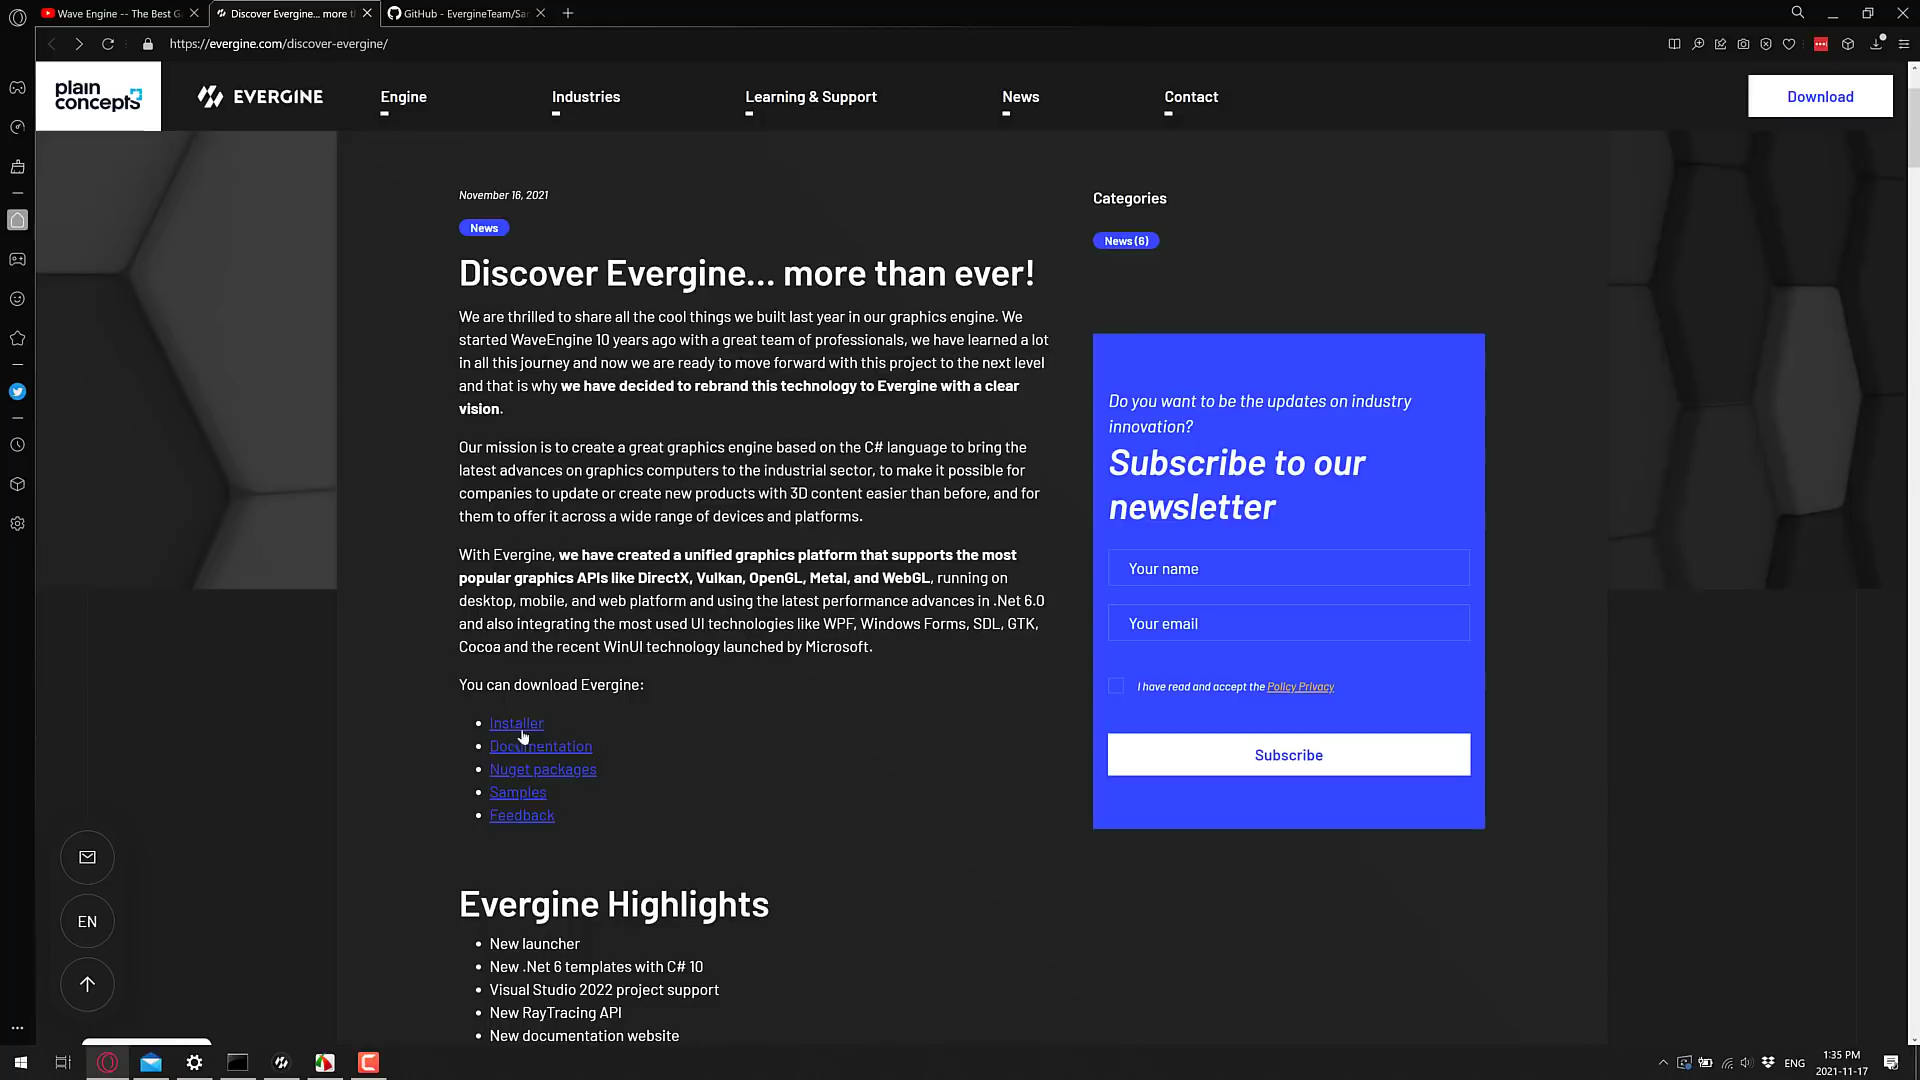 Wave Engine -- The Best G
Discover Evergine... more t
GitHub - EvergineTeam/Sa
https://evergine.com/discover-evergine/
plain
concepts
EVERGINE
Engine
Industries
Learning & Support
News
Contact
Download
November 16, 2021
News
Discover Evergine... more than ever!
We are thrilled to share all the cool things we built last year in our graphics engine. We
started WaveEngine 10 years ago with a great team of professionals, we have learned a lot
in all this journey and now we are ready to move forward with this project to the next level
and that is why we have decided to rebrand this technology to Evergine with a clear
vision.
Our mission is to create a great graphics engine based on the C# language to bring the
latest advances on graphics computers to the industrial sector, to make it possible for
companies to update or create new products with 3D content easier than before, and for
them to offer it across a wide range of devices and platforms.
With Evergine, we have created a unified graphics platform that supports the most
popular graphics APIs like DirectX, Vulkan, OpenGL, Metal, and WebGL, running on
desktop, mobile, and web platform and using the latest performance advances in .Net 6.0
and also integrating the most used UI technologies like WPF, Windows Forms, SDL, GTK,
Cocoa and the recent WinUI technology launched by Microsoft.
You can download Evergine:
Installer
Documentation
Nuget packages
Samples
Feedback
Evergine Highlights
New launcher
New .Net 6 templates with C# 10
Visual Studio 2022 project support
New RayTracing API
New documentation website
Categories
News (6)
Do you want to be the updates on industry
innovation?
Subscribe to our
newsletter
Your name
Your email
I have read and accept the Policy Privacy
Subscribe
EN
ENG
1:35 PM
2021-11-17